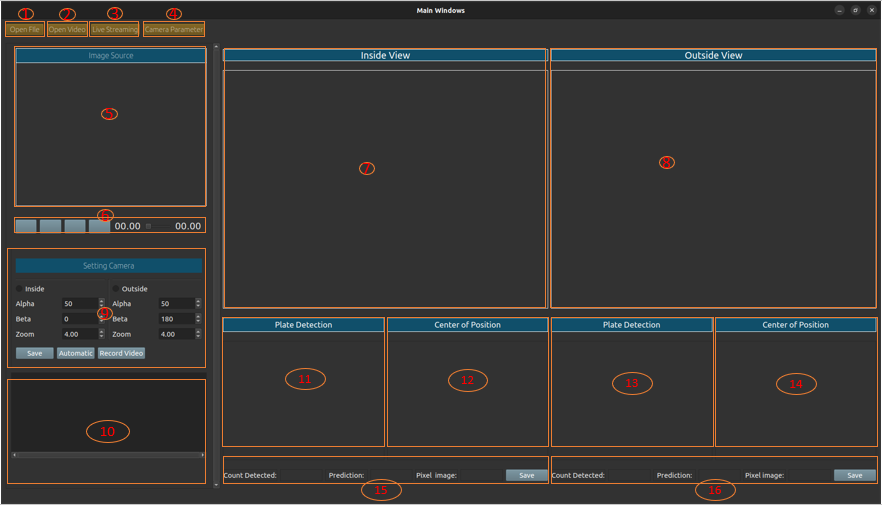 Main Windows
1 2 3 4
Open File Open Video Live Streaming Camera Parameter
Image Source
Inside View
Outside View
5
7
8
6
00.00 00.00
Setting Camera
Inside Outside
Alpha 50 Alpha 50
9
Beta 0 Beta 180
Zoom 4.00 Zoom 4.00
Save Automatic Record Video
10
Plate Detection Center of Position Plate Detection Center of Position
11 12 13 14
Count Detected: Prediction: Pixel image: Save Count Detected: Prediction: Pixel image: Save
15 16